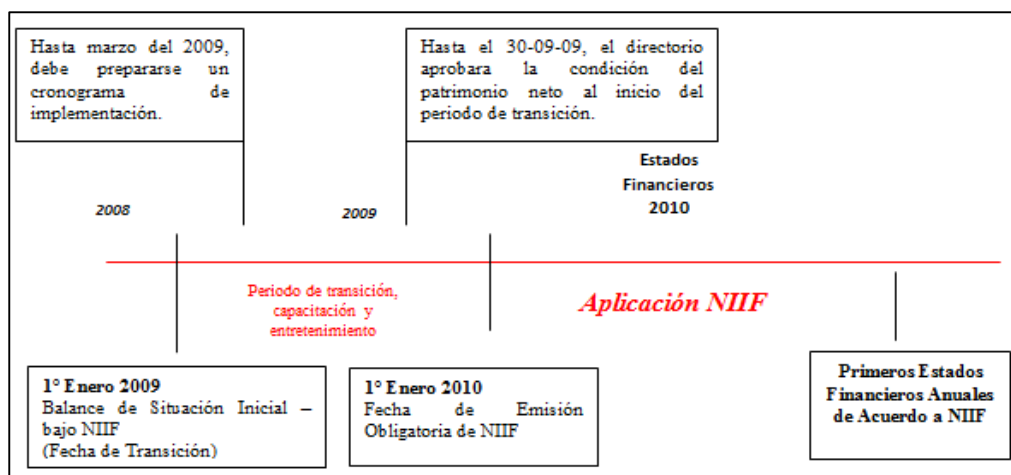 Hasta marzo del 2009,
debe prepararse un
cronograma de
implementación.
Hasta el 30-09-09, el directorio
aprobara la condición del
patrimonio neto al inicio del
periodo de transición.
Estados
Financieros
2010
2008
2009
Periodo de transición,
capacitación y
entretenimiento
Aplicación NIIF
1° Enero 2009
Balance de Situación Inicial –
bajo NIIF
(Fecha de Transición)
1° Enero 2010
Fecha de Emisión
Obligatoria de NIIF
Primeros Estados
Financieros Anuales
de Acuerdo a NIIF